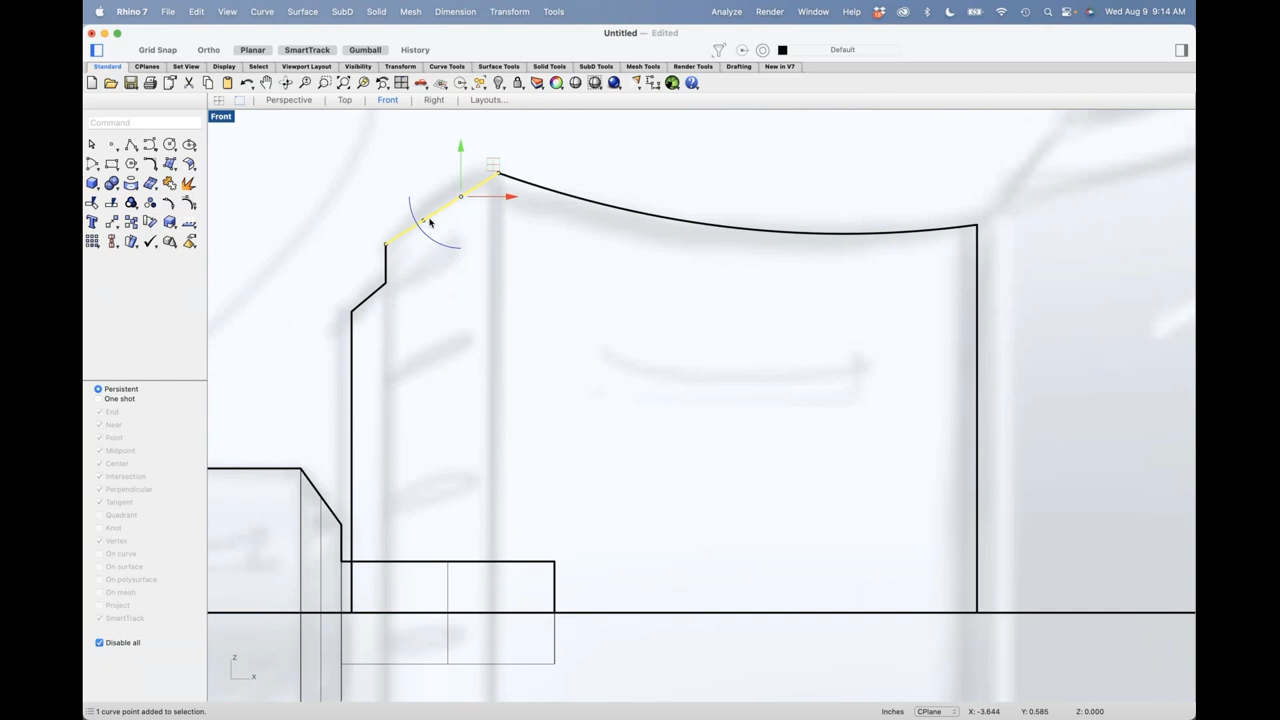 Rhino 7 File Edit View Curve Surface SubD Solid Mesh Dimension Transform Tools Analyze Render Window Help Wed Aug 9 9:14 AM
Untitled — Edited
Grid Snap Ortho Planar SmartTrack Gumball History Default
Standard CPlanes Set View Display Select Viewport Layout Visibility Transform Curve Tools Surface Tools Solid Tools SubD Tools Mesh Tools Render Tools Drafting New in V7
Perspective Top Front Right Layouts...
Front
Command
Persistent
One shot
End
Near
Point
Midpoint
Center
Intersection
Perpendicular
Tangent
Quadrant
Knot
Vertex
On curve
On surface
On polysurface
On mesh
Project
SmartTrack
Disable all
z
x
1 curve point added to selection. Inches CPlane X: -3.644 Y: 0.585 Z: 0.000